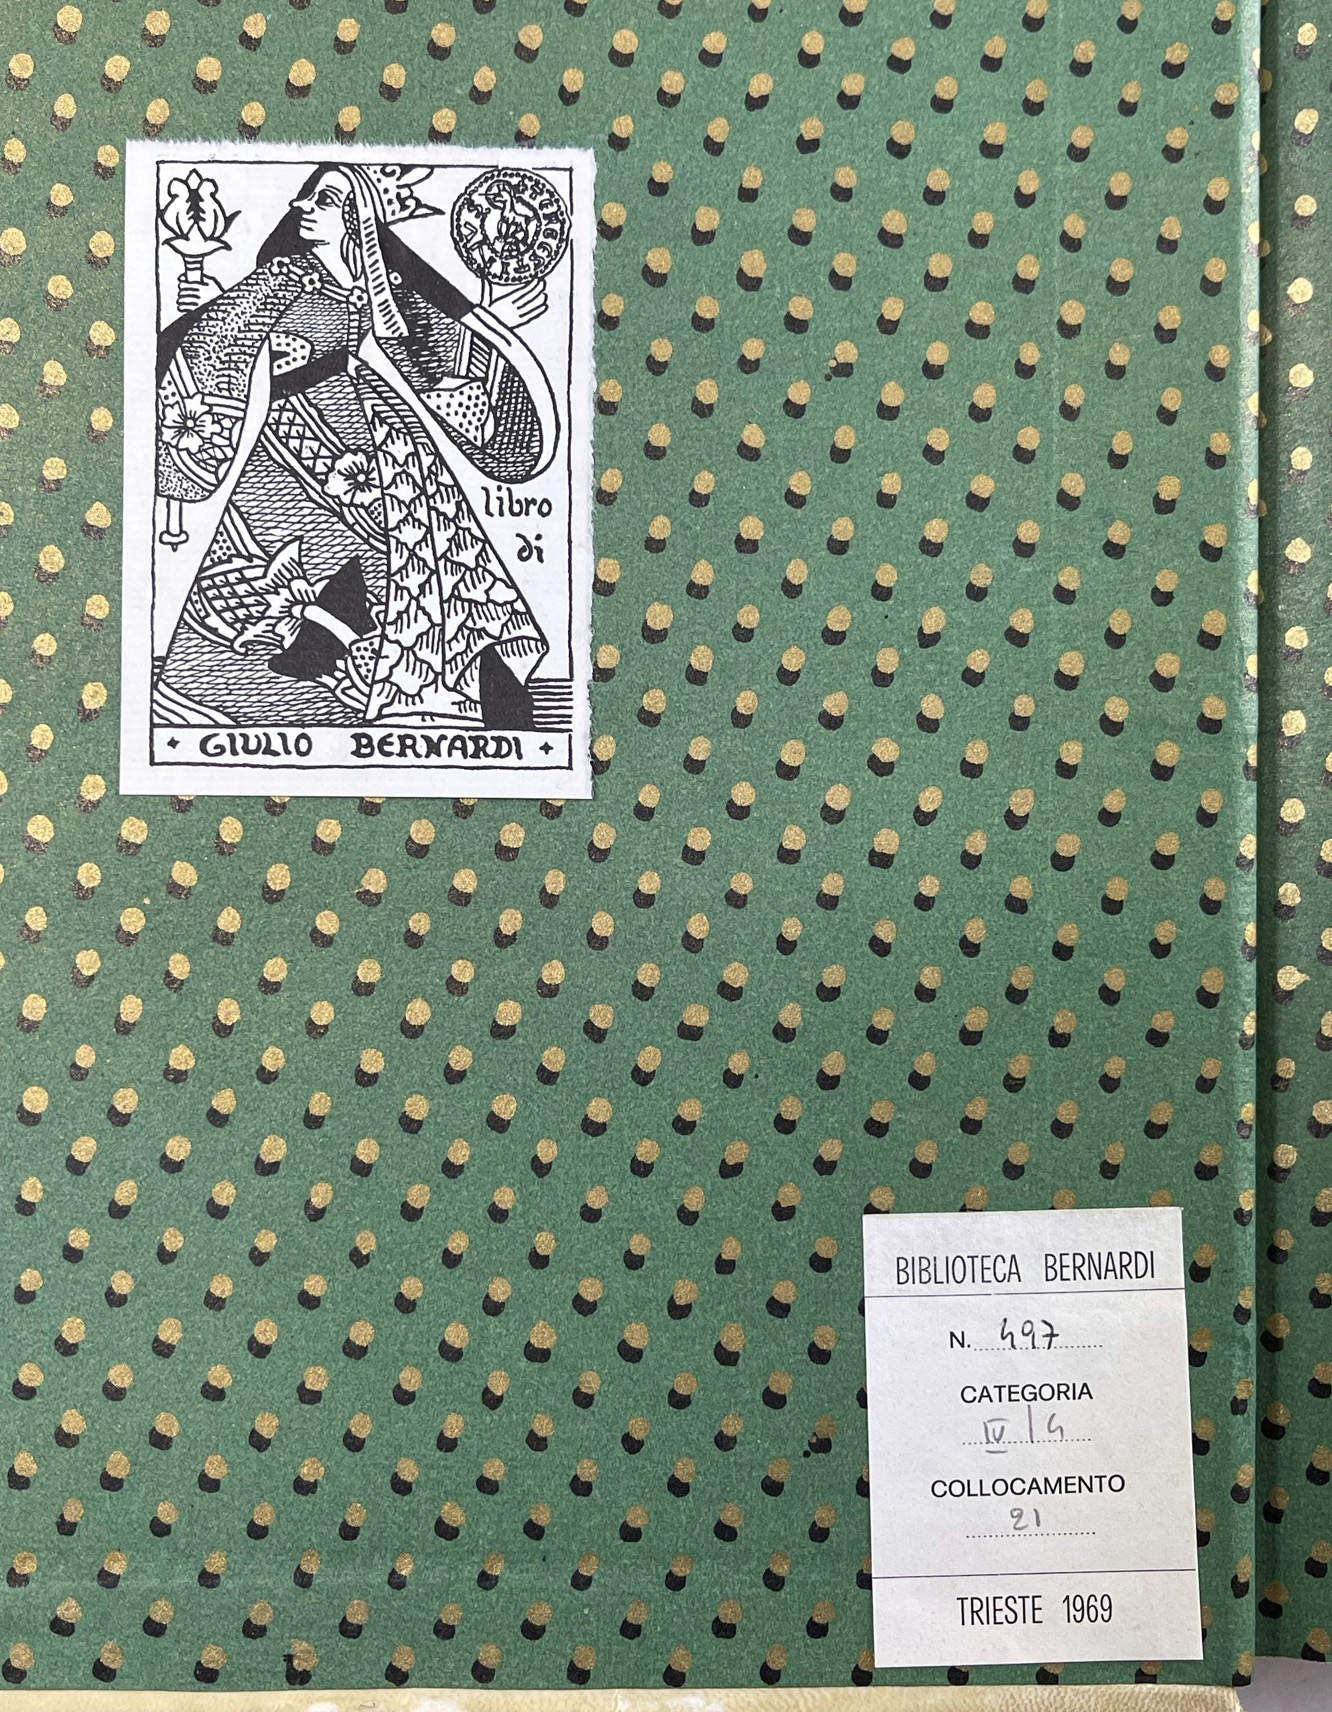 libro
di
✦ GIULIO BERNARDI ✦
BIBLIOTECA BERNARDI
N. 497
CATEGORIA
IV | 4
COLLOCAMENTO
21
TRIESTE 1969